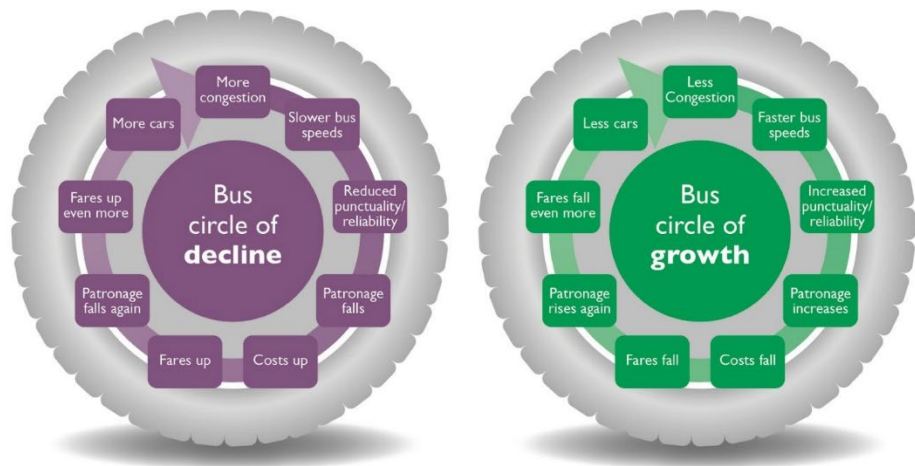 Bus
circle of
decline
More
congestion
Slower bus
speeds
Reduced
punctuality/
reliability
Patronage
falls
Costs up
Fares up
Patronage
falls again
Fares up
even more
More cars
Bus
circle of
growth
Less
Congestion
Faster bus
speeds
Increased
punctuality/
reliability
Patronage
increases
Costs fall
Fares fall
Patronage
rises again
Fares fall
even more
Less cars